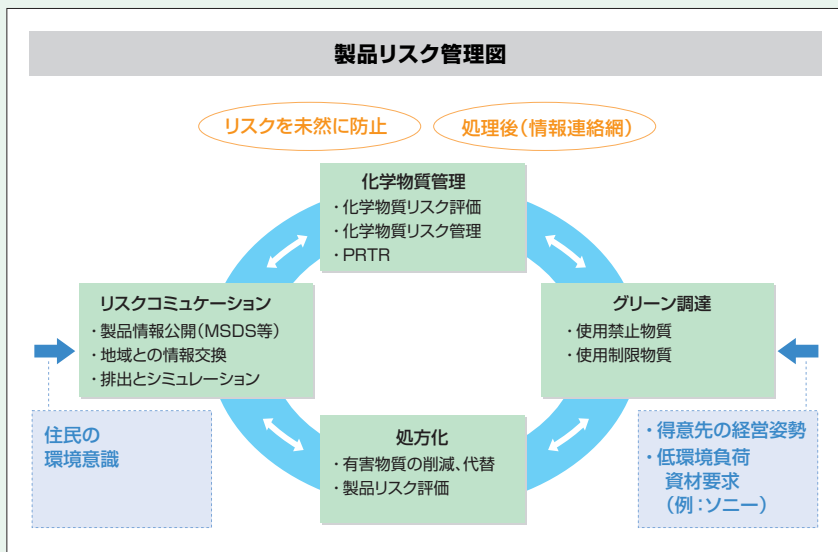 製品リスク管理図
リスクを未然に防止
処理後(情報連絡網)
化学物質管理
・化学物質リスク評価
・化学物質リスク管理
・PRTR
リスクコミュケーション
・製品情報公開(MSDS等)
・地域との情報交換
・排出とシミュレーション
グリーン調達
・使用禁止物質
・使用制限物質
処方化
・有害物質の削減、代替
・製品リスク評価
住民の
環境意識
・得意先の経営姿勢
・低環境負荷
資材要求
(例:ソニー)